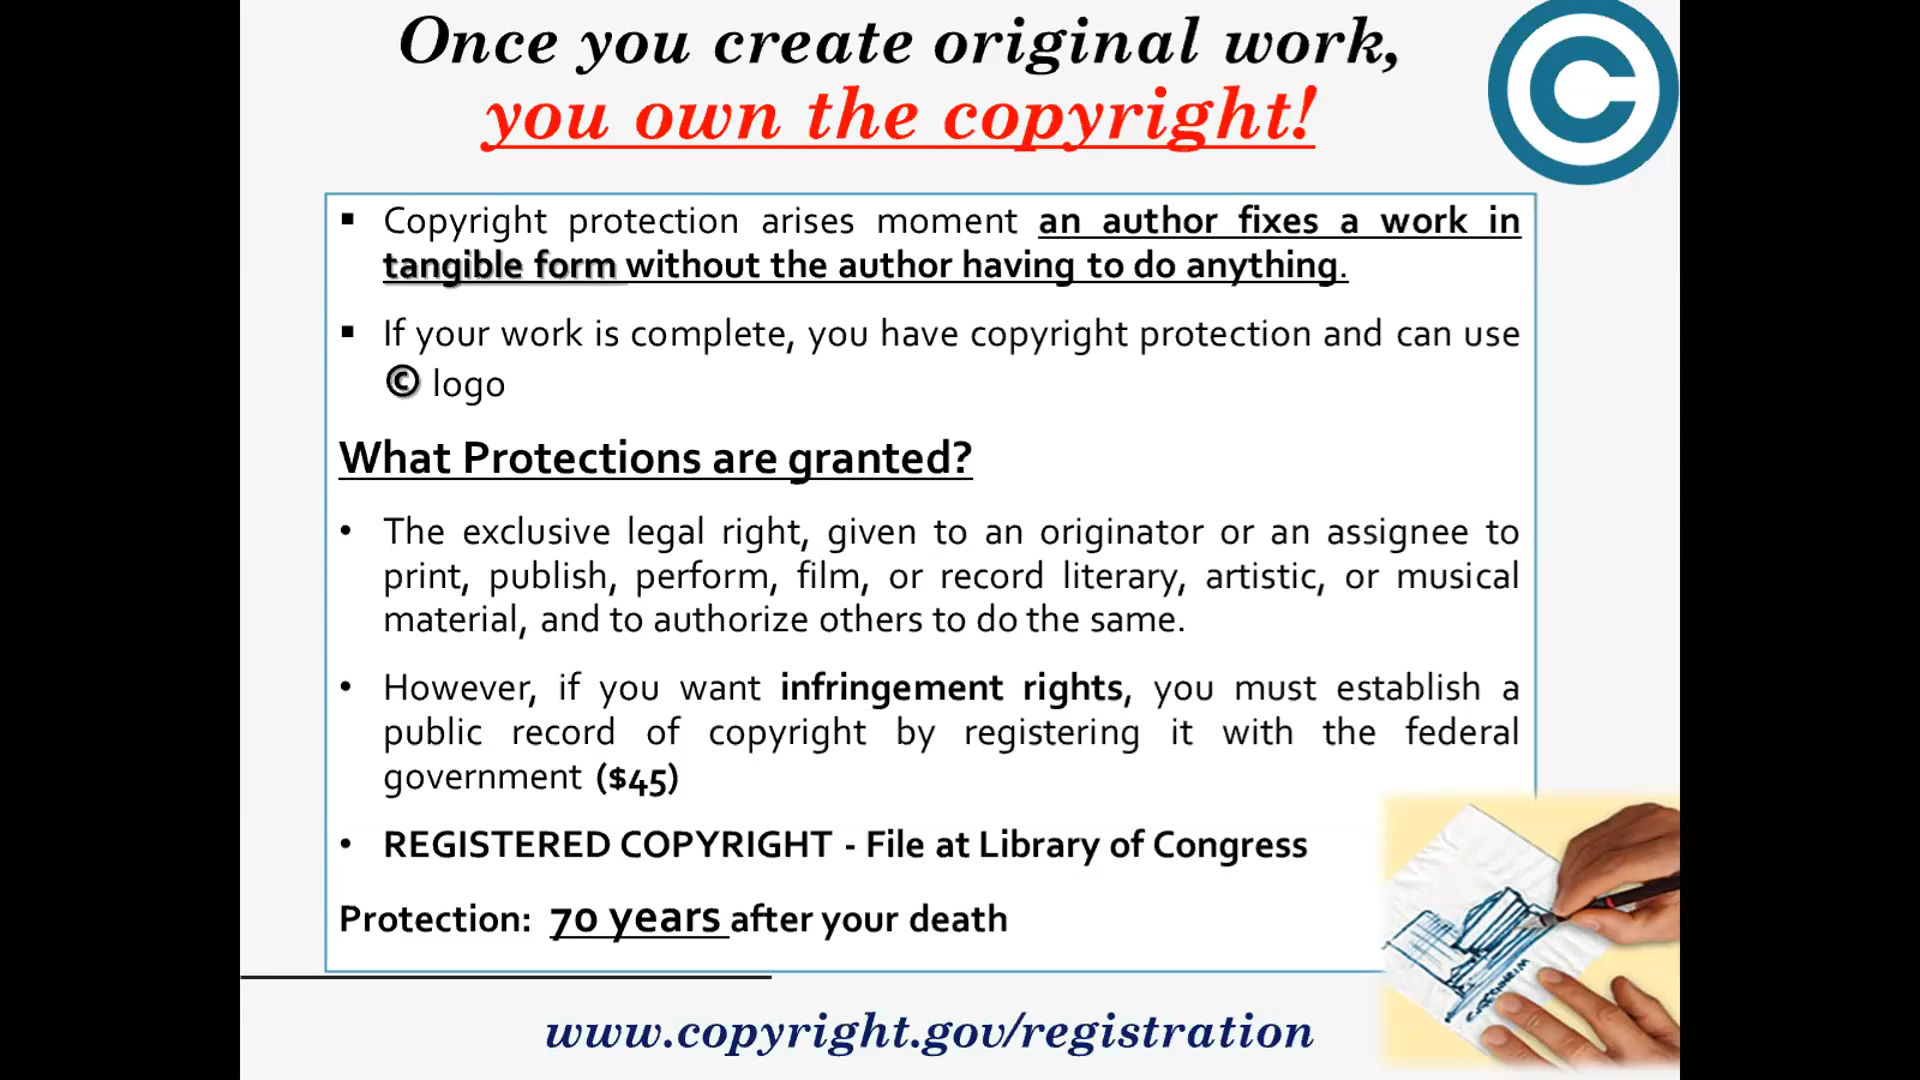 Once you create original work,
you own the copyright!
▪ Copyright protection arises moment an author fixes a work in
tangible form without the author having to do anything.
▪ If your work is complete, you have copyright protection and can use
© logo
What Protections are granted?
• The exclusive legal right, given to an originator or an assignee to
print, publish, perform, film, or record literary, artistic, or musical
material, and to authorize others to do the same.
• However, if you want infringement rights, you must establish a
public record of copyright by registering it with the federal
government ($45)
• REGISTERED COPYRIGHT - File at Library of Congress
Protection: 70 years after your death
www.copyright.gov/registration